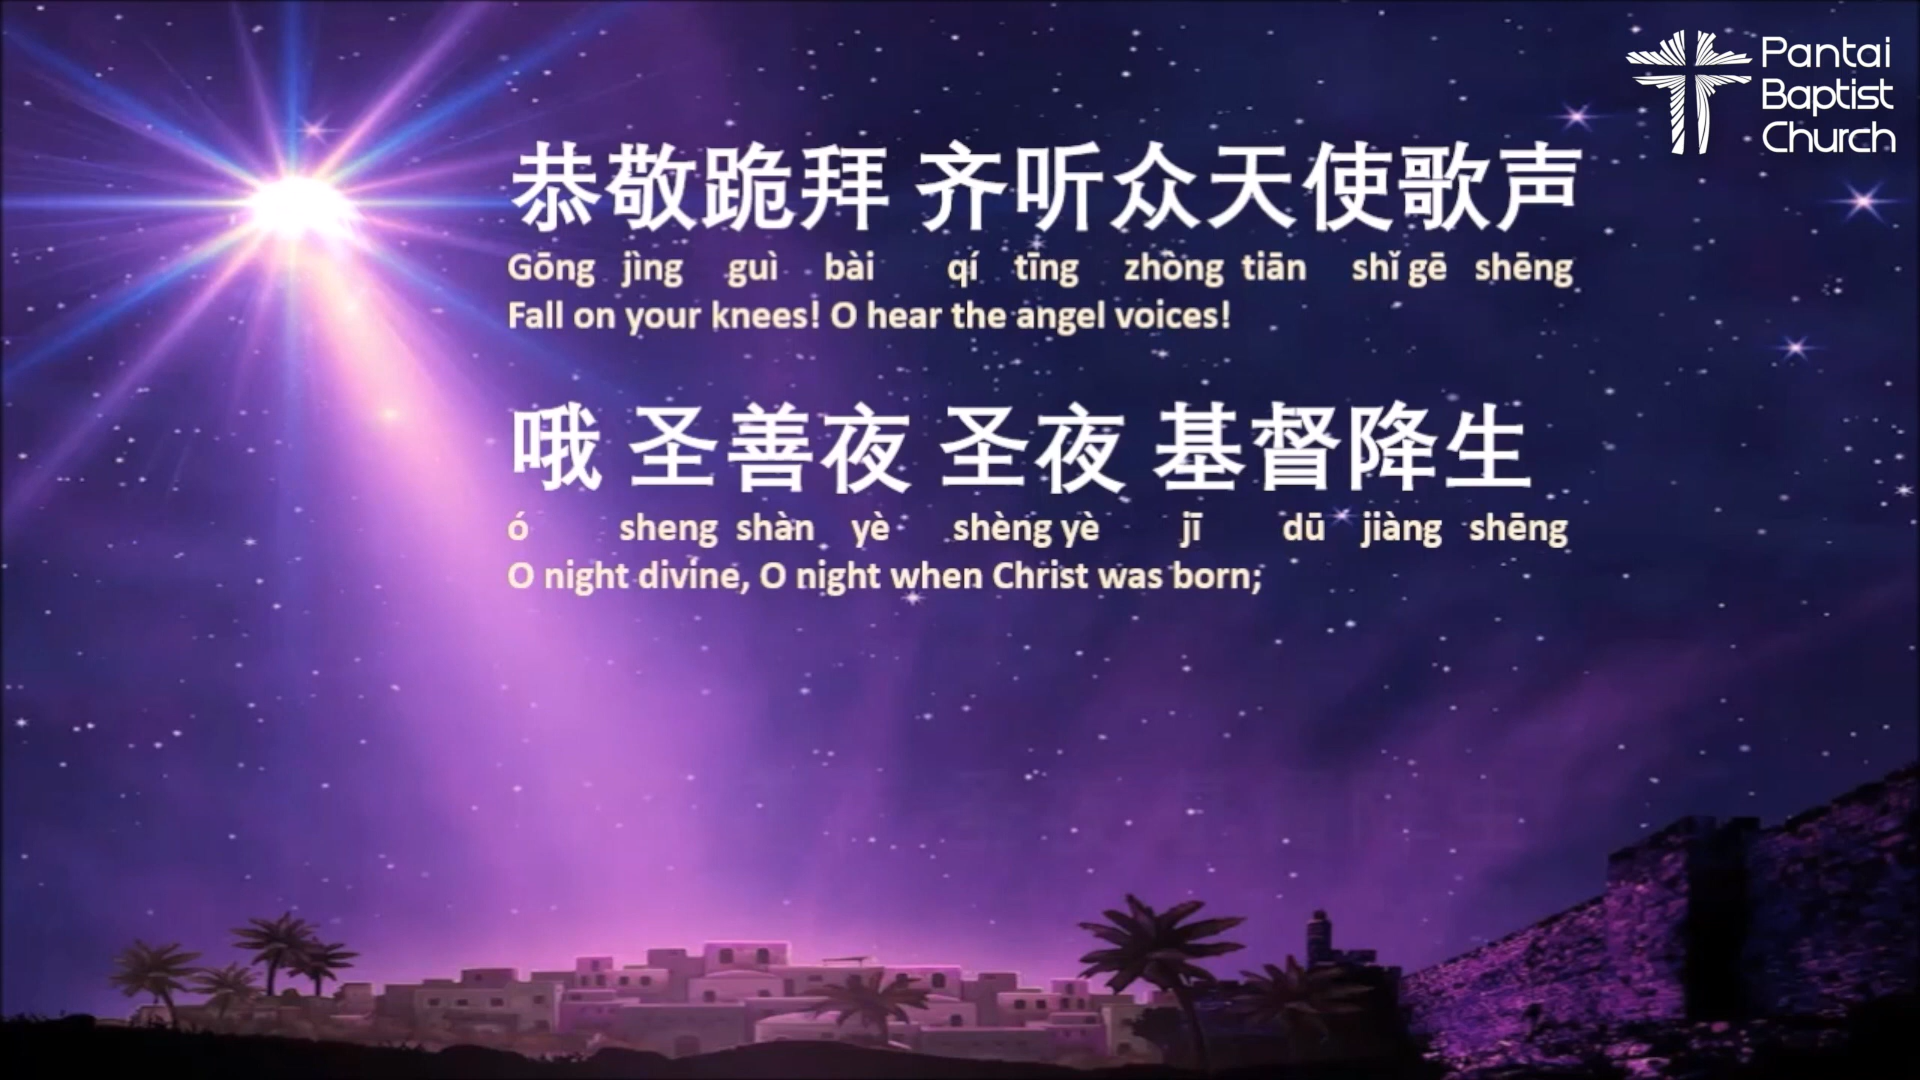 Pantai
Baptist
Church
恭敬跪拜 齐听众天使歌声
Gōng jìng guì bài qí tīng zhòng tiān shǐ gē shēng
Fall on your knees! O hear the angel voices!
哦 圣善夜 圣夜 基督降生
ó sheng shàn yè shèng yè jī dū jiàng shēng
O night divine, O night when Christ was born;